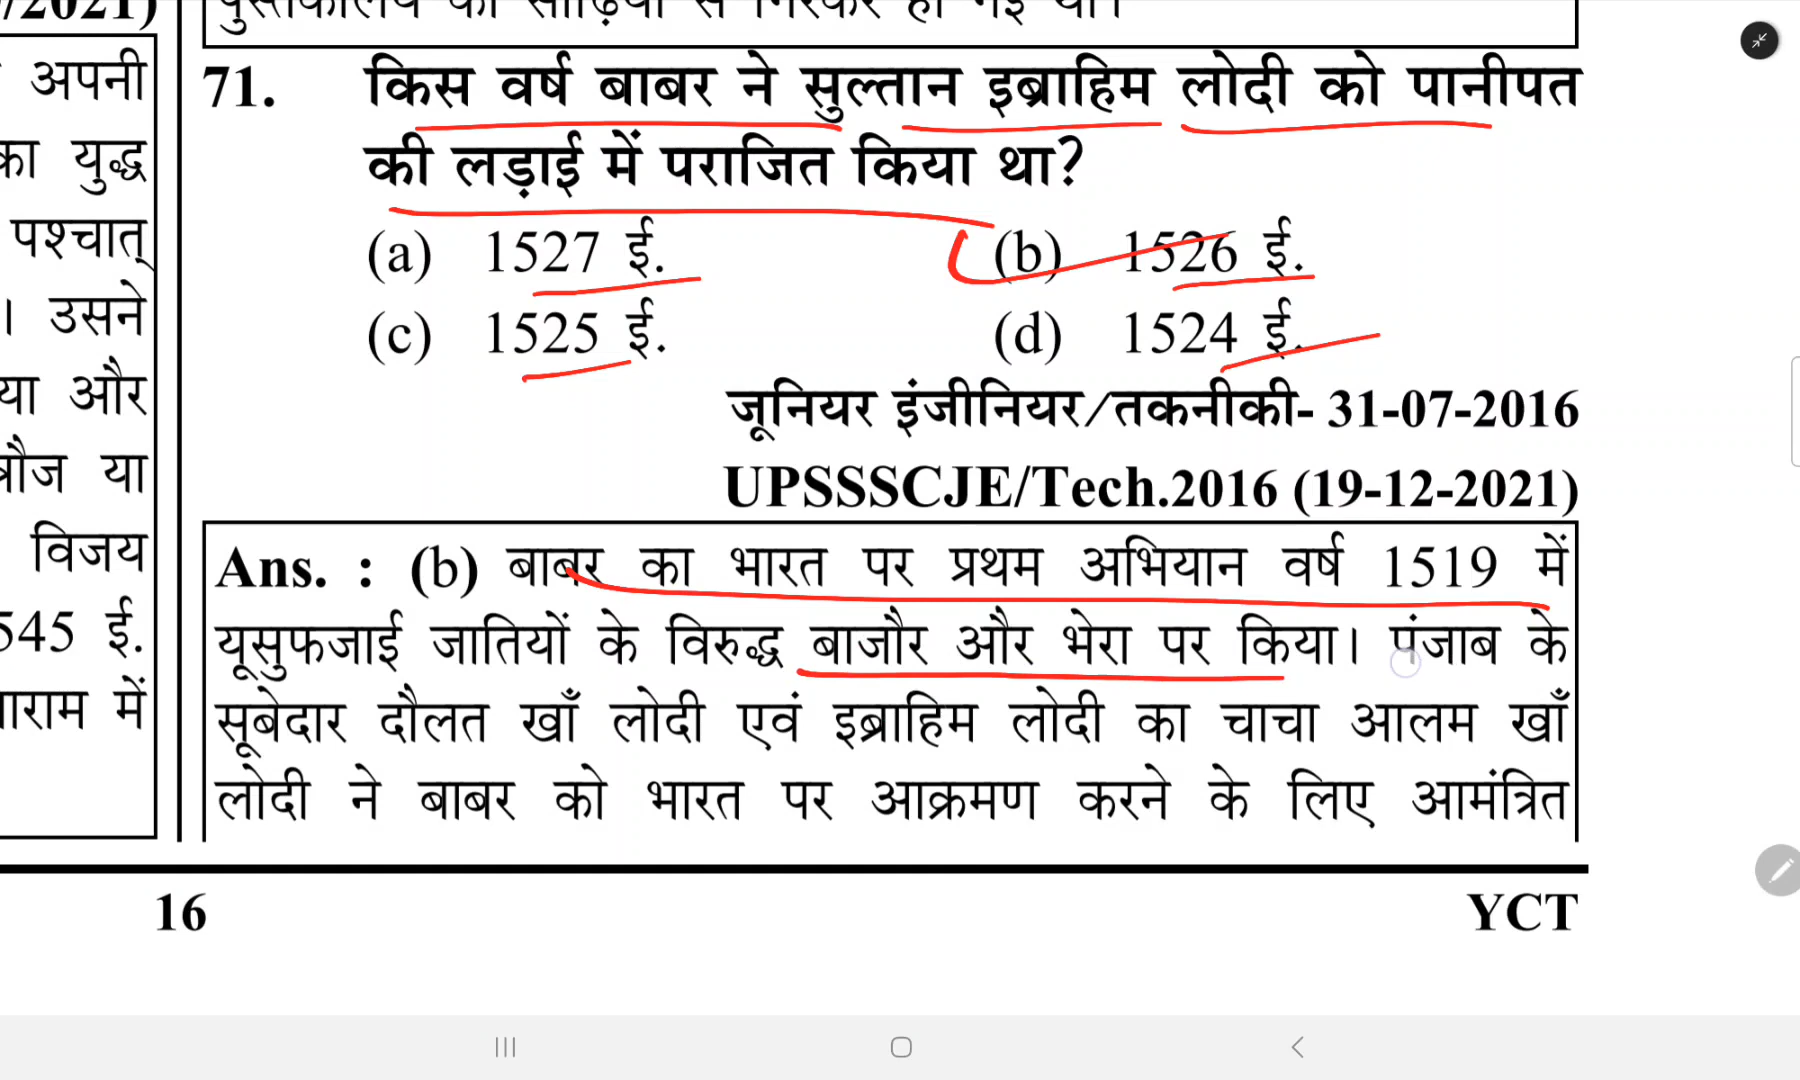 /2021)
अपनी
का युद्ध
पश्चात्
। उसने
या और
या
विजय
545 ई.
में
16
71. किस वर्ष बाबर ने सुल्तान इब्राहिम लोदी को पानीपत
की लड़ाई में पराजित किया था?
(a) 1527 ई. (b) 1526 ई.
(c) 1525 ई. (d) 1524 ई.
जूनियर इंजीनियर/तकनीकी- 31-07-2016
UPSSSCJE/Tech.2016 (19-12-2021)
Ans. : (b) बाबर का भारत पर प्रथम अभियान वर्ष 1519 में
यूसुफजाई जातियों के विरुद्ध बाजौर और भेरा पर किया। पंजाब के
सूबेदार दौलत खाँ लोदी एवं इब्राहिम लोदी का चाचा आलम खाँ
लोदी ने बाबर को भारत पर आक्रमण करने के लिए आमंत्रित
YCT